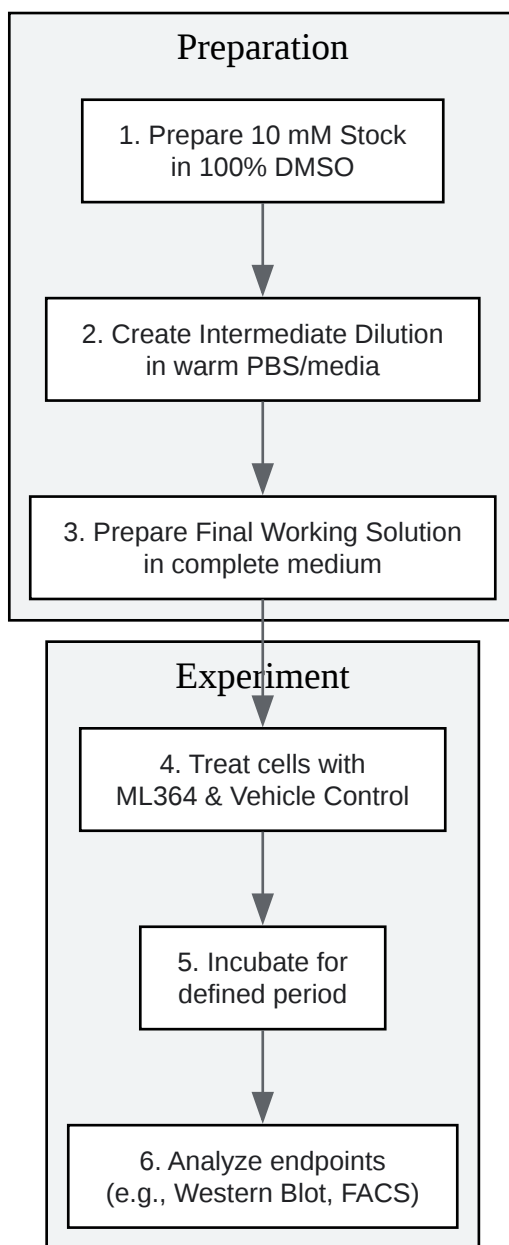 Preparation
1. Prepare 10 mM Stock
in 100% DMSO
2. Create Intermediate Dilution
in warm PBS/media
3. Prepare Final Working Solution
in complete medium
Experiment
4. Treat cells with
ML364 & Vehicle Control
5. Incubate for
defined period
6. Analyze endpoints
(e.g., Western Blot, FACS)